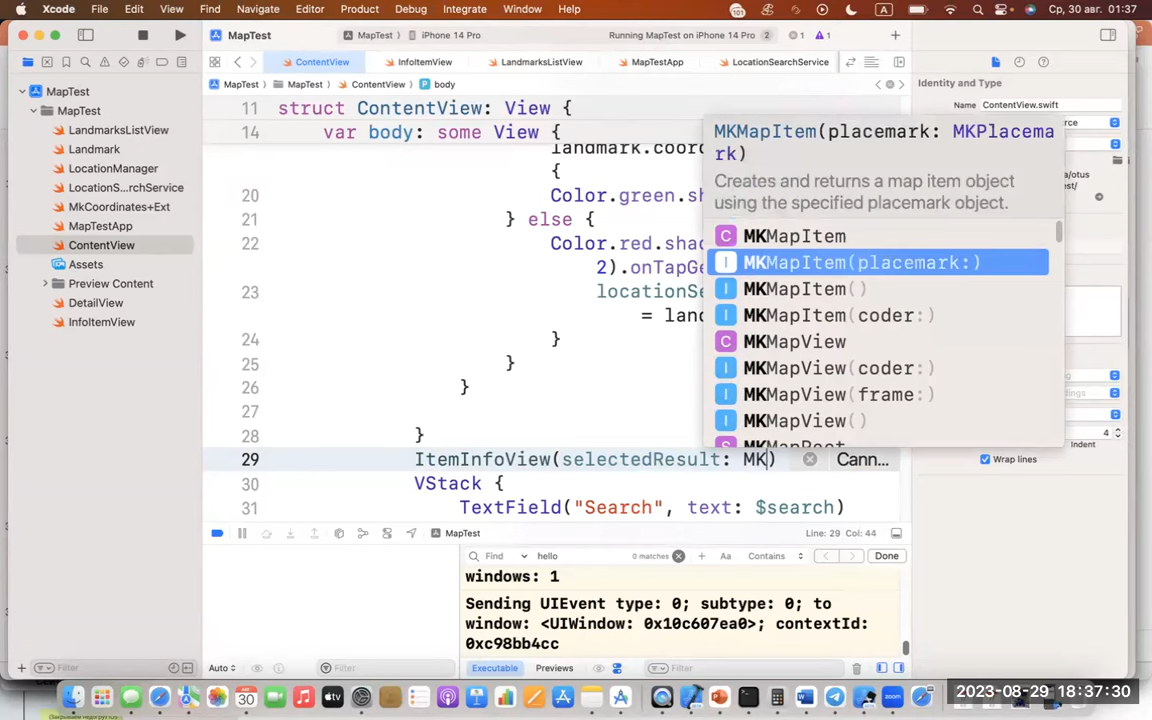 Xcode File Edit View Find Navigate Editor Product Debug Integrate Window Help
101 A Ср, 30 авг. 01:37
MapTest MapTest iPhone 14 Pro Running MapTest on iPhone 14 Pro 2 1 1
ContentView InfoItemView LandmarksListView MapTestApp LocationSearchService
MapTest MapTest ContentView body
MapTest
MapTest
LandmarksListView
Landmark
LocationManager
LocationS...rchService
MkCoordinates+Ext
MapTestApp
ContentView
Assets
Preview Content
DetailView
InfoItemView
Filter
11 struct ContentView: View {
14 var body: some View {
landmark.coor
{
20 Color.green.sh
21 } else {
22 Color.red.shad
2).onTapGe
23 locationSe
= land
24 }
25 }
26 }
27
28 }
29 ItemInfoView(selectedResult: MK) Cann...
30 VStack {
31 TextField("Search", text: $search)
MKMapItem(placemark: MKPlacema
rk)
Creates and returns a map item object
using the specified placemark object.
C MKMapItem
I MKMapItem(placemark:)
I MKMapItem()
I MKMapItem(coder:)
C MKMapView
I MKMapView(coder:)
I MKMapView(frame:)
I MKMapView()
Identity and Type
Name ContentView.swift
rce
/otus
est/
4
Indent
Wrap lines
MapTest
Line: 29 Col: 44
Find hello 0 matches Aa Contains Done
windows: 1
Sending UIEvent type: 0; subtype: 0; to
window: <UIWindow: 0x10c607ea0>; contextId:
0xc98bb4cc
Auto Filter Executable Previews Filter
30 tv zoom
2023-08-29 18:37:30